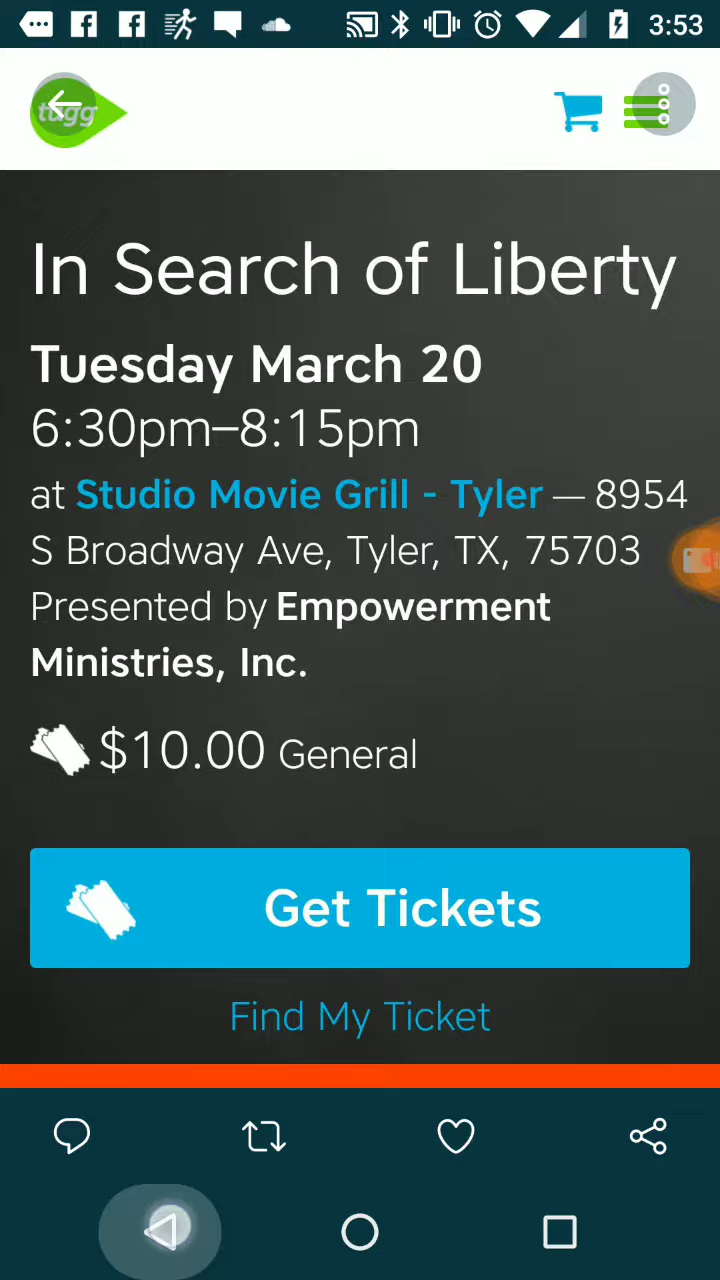 3:53
tugg
In Search of Liberty
Tuesday March 20
6:30pm–8:15pm
at Studio Movie Grill - Tyler — 8954
S Broadway Ave, Tyler, TX, 75703
Presented by Empowerment
Ministries, Inc.
$10.00 General
Get Tickets
Find My Ticket